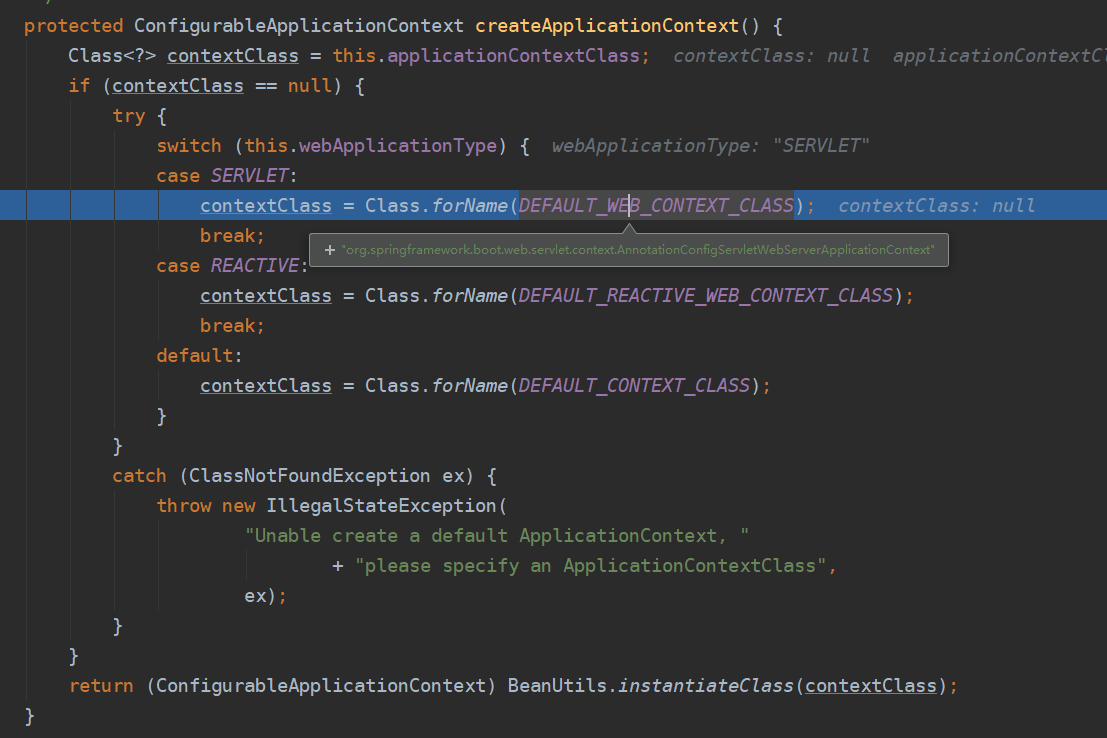 protected ConfigurableApplicationContext createApplicationContext() {
Class<?> contextClass = this.applicationContextClass; contextClass: null
if (contextClass == null) {
try {
switch (this.webApplicationType) { webApplicationType: "SERVLET"
case SERVLET:
contextClass = Class.forName(DEFAULT_WEB_CONTEXT_CLASS); contextClass: null
break;
+ "org.springframework.boot.web.servlet.context.AnnotationConfigServletWebServerApplicationContext"
case REACTIVE:
contextClass = Class.forName(DEFAULT_REACTIVE_WEB_CONTEXT_CLASS);
break;
default:
contextClass = Class.forName(DEFAULT_CONTEXT_CLASS);
}
}
catch (ClassNotFoundException ex) {
throw new IllegalStateException(
"Unable create a default ApplicationContext, "
+ "please specify an ApplicationContextClass",
ex);
}
}
return (ConfigurableApplicationContext) BeanUtils.instantiateClass(contextClass);
}